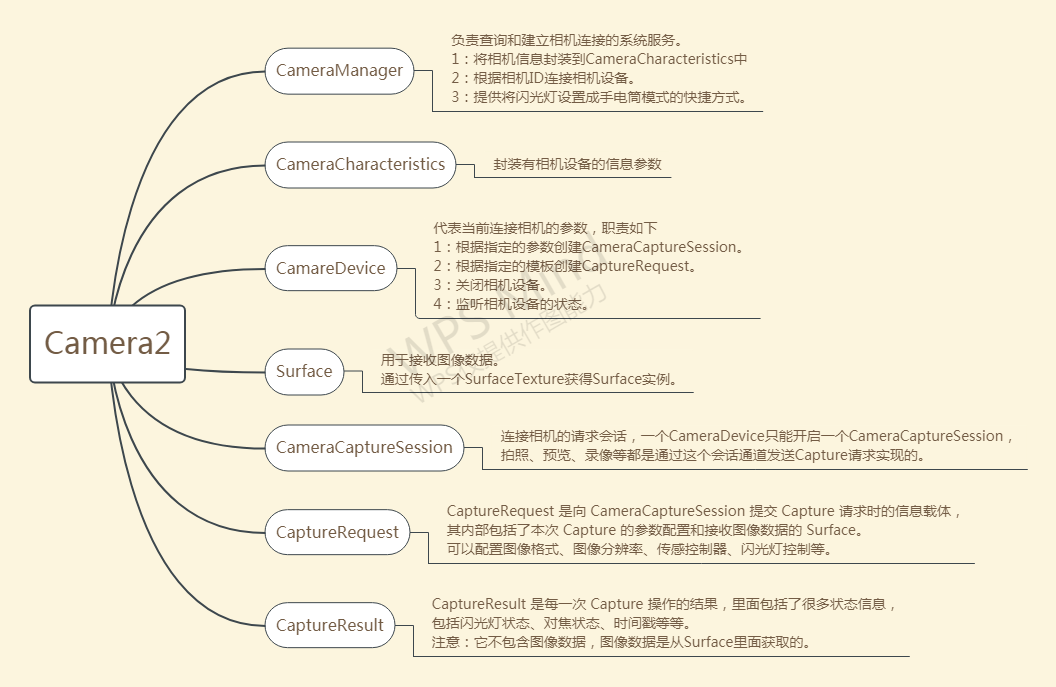 Camera2
CameraManager
负责查询和建立相机连接的系统服务。
1：将相机信息封装到CameraCharacteristics中
2：根据相机ID连接相机设备。
3：提供将闪光灯设置成手电筒模式的快捷方式。
CameraCharacteristics
封装有相机设备的信息参数
CamareDevice
代表当前连接相机的参数，职责如下
1：根据指定的参数创建CameraCaptureSession。
2：根据指定的模板创建CaptureRequest。
3：关闭相机设备。
4：监听相机设备的状态。
Surface
用于接收图像数据。
通过传入一个SurfaceTexture获得Surface实例。
CameraCaptureSession
连接相机的请求会话，一个CameraDevice只能开启一个CameraCaptureSession，
拍照、预览、录像等都是通过这个会话通道发送Capture请求实现的。
CaptureRequest
CaptureRequest 是向 CameraCaptureSession 提交 Capture 请求时的信息载体，
其内部包括了本次 Capture 的参数配置和接收图像数据的 Surface。
可以配置图像格式、图像分辨率、传感控制器、闪光灯控制等。
CaptureResult
CaptureResult 是每一次 Capture 操作的结果，里面包括了很多状态信息，
包括闪光灯状态、对焦状态、时间戳等等。
注意：它不包含图像数据，图像数据是从Surface里面获取的。
WPS Mind